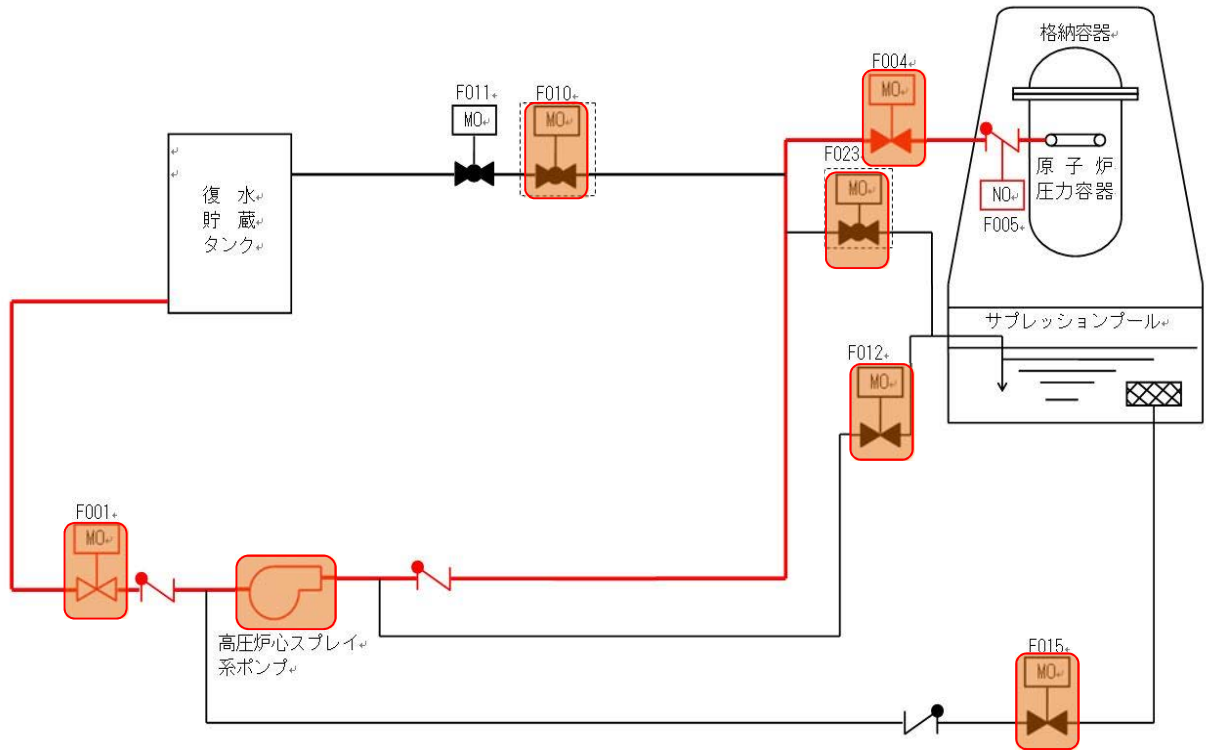 格納容器
F004
MO
F011
MO
F010
MO
F023
MO
原 子 炉
圧力容器
NO
F005
復 水
貯 蔵
タンク
サプレッションプール
F012
MO
F001
MO
高圧炉心スプレイ
系ポンプ
F015
MO